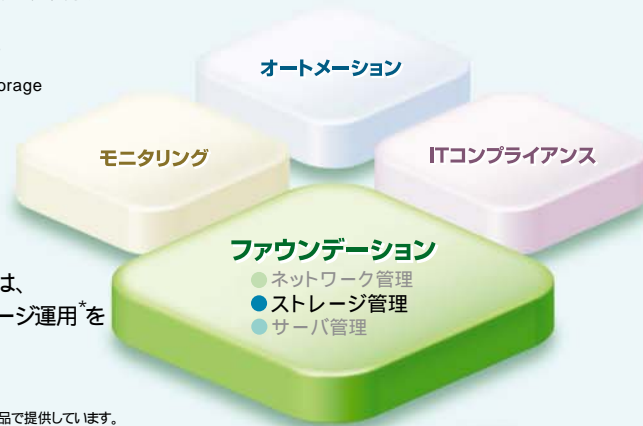 orage
オートメーション
モニタリング
ITコンプライアンス
ファウンデーション
ネットワーク管理
ストレージ管理
サーバ管理
は、
ージ運用*を
品で提供しています。